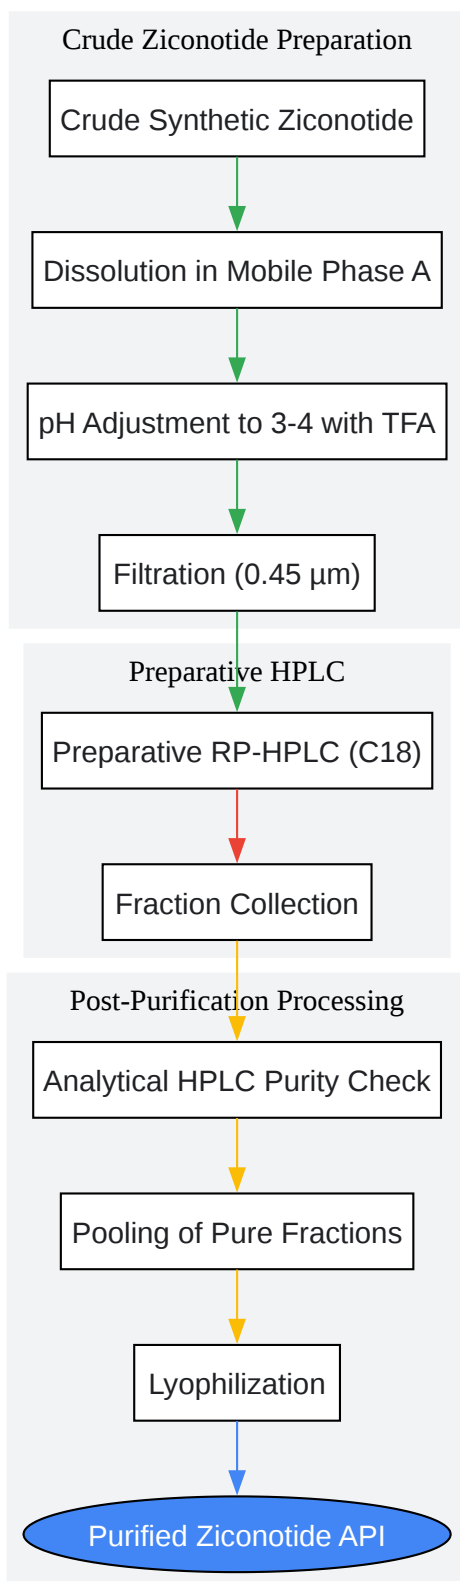 Crude Ziconotide Preparation
Crude Synthetic Ziconotide
Dissolution in Mobile Phase A
pH Adjustment to 3-4 with TFA
Filtration (0.45 µm)
Preparative HPLC
Preparative RP-HPLC (C18)
Fraction Collection
Post-Purification Processing
Analytical HPLC Purity Check
Pooling of Pure Fractions
Lyophilization
Purified Ziconotide API